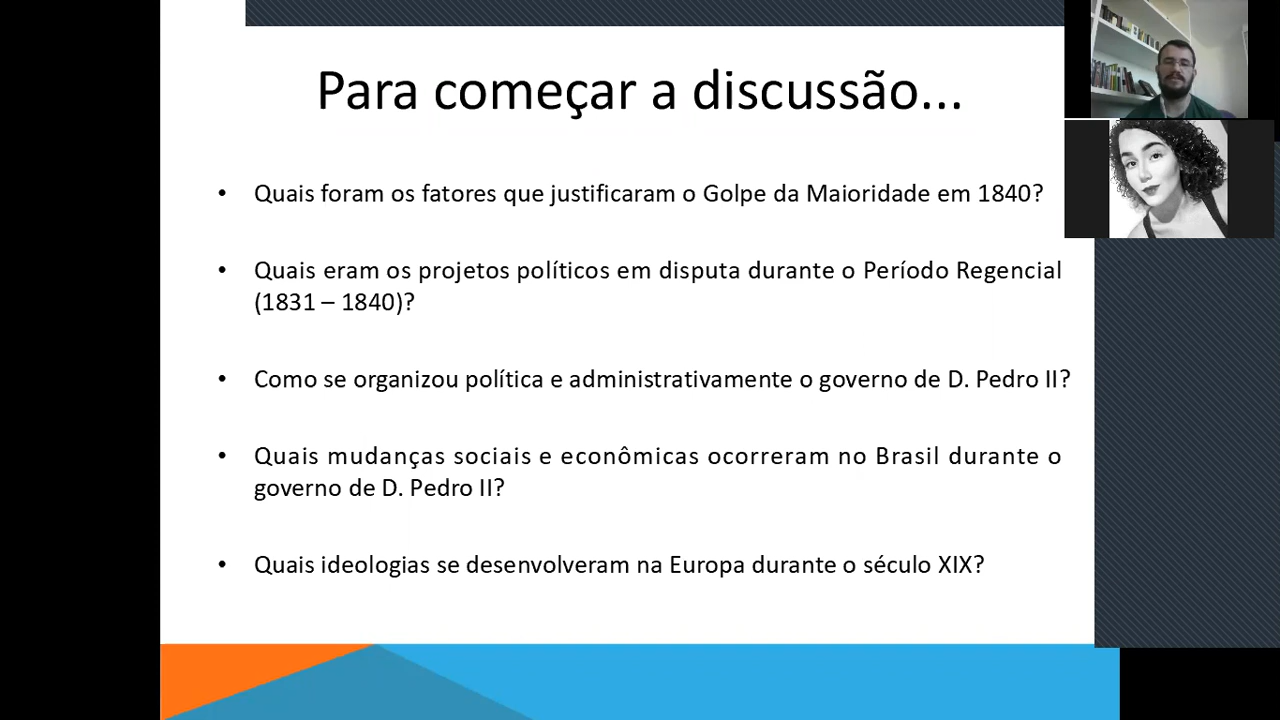 Para começar a discussão...
• Quais foram os fatores que justificaram o Golpe da Maioridade em 1840?
• Quais eram os projetos políticos em disputa durante o Período Regencial
(1831 – 1840)?
• Como se organizou política e administrativamente o governo de D. Pedro II?
• Quais mudanças sociais e econômicas ocorreram no Brasil durante o
governo de D. Pedro II?
• Quais ideologias se desenvolveram na Europa durante o século XIX?